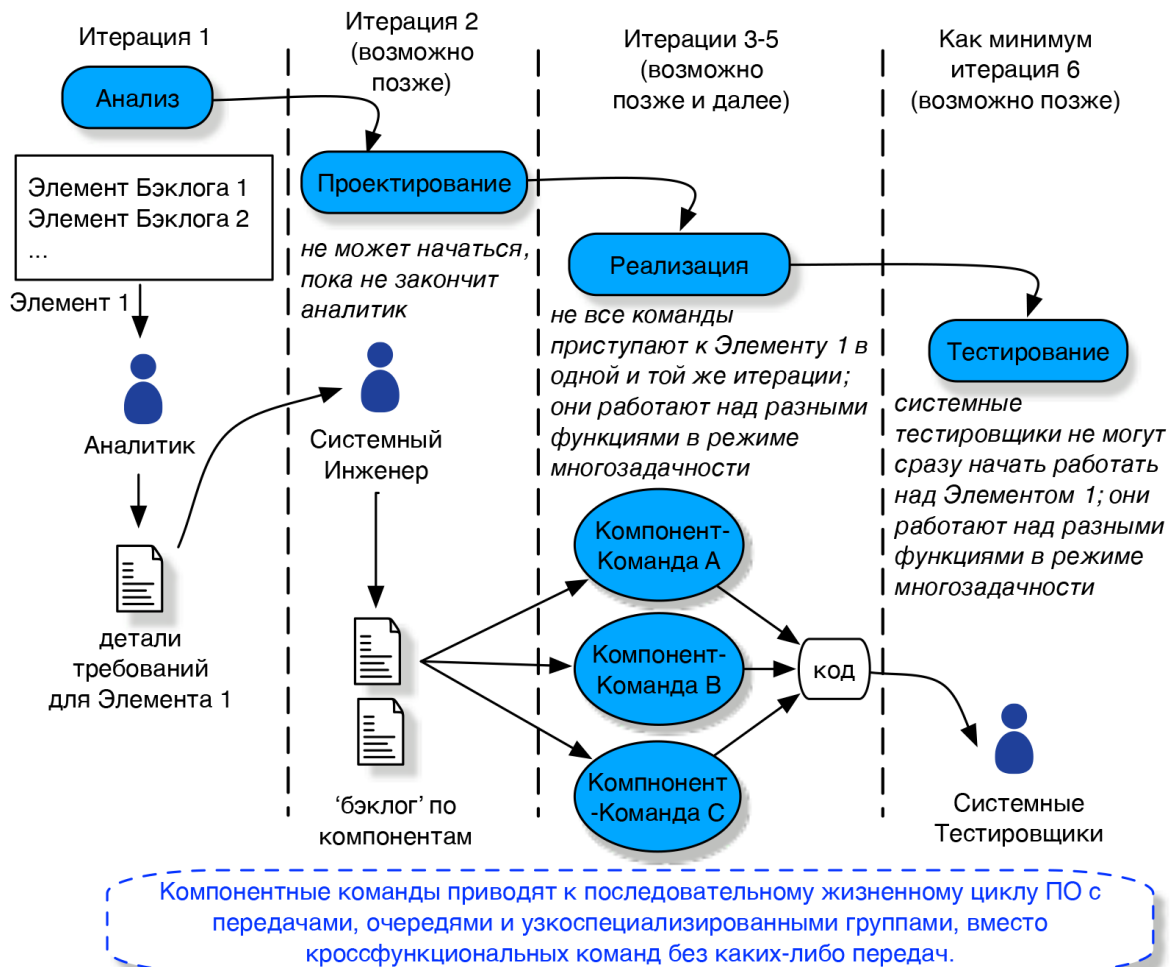 Итерация 1
Анализ
Элемент Бэклога 1
Элемент Бэклога 2
...
Элемент 1
Аналитик
детали
требований
для Элемента 1
Итерация 2
(возможно
позже)
Проектирование
не может начаться,
пока не закончит
аналитик
Системный
Инженер
‘бэклог’ по
компонентам
Итерации 3-5
(возможно
позже и далее)
Реализация
не все команды
приступают к Элементу 1 в
одной и той же итерации;
они работают над разными
функциями в режиме
многозадачности
Компонент-
Команда A
Компонент-
Команда B
Компнонент
-Команда C
код
Как минимум
итерация 6
(возможно позже)
Тестирование
системные
тестировщики не могут
сразу начать работать
над Элементом 1; они
работают над разными
функциями в режиме
многозадачности
Системные
Тестировщики
Компонентные команды приводят к последовательному жизненному циклу ПО с
передачами, очередями и узкоспециализированными группами, вместо
кроссфункциональных команд без каких-либо передач.